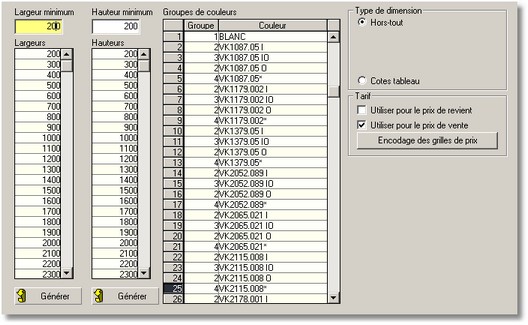 Largeur minimum
200
Largeurs
200
300
400
500
600
700
800
900
1000
1100
1200
1300
1400
1500
1600
1700
1800
1900
2000
2100
2200
2300
Générer
Hauteur minimum
200
Hauteurs
200
300
400
500
600
700
800
900
1000
1100
1200
1300
1400
1500
1600
1700
1800
1900
2000
2100
2200
2300
Générer
Groupes de couleurs
Groupe Couleur
1 1 BLANC
2 2 VK1087.05 I
3 3 VK1087.05 IO
4 2 VK1087.05 O
5 4 VK1087.05*
6 2 VK1179.002 I
7 3 VK1179.002 IO
8 2 VK1179.002 O
9 4 VK1179.002*
10 2 VK1379.05 I
11 3 VK1379.05 IO
12 2 VK1379.05 O
13 4 VK1379.05*
14 2 VK2052.089 I
15 3 VK2052.089 IO
16 2 VK2052.089 O
17 4 VK2052.089*
18 2 VK2065.021 I
19 3 VK2065.021 IO
20 2 VK2065.021 O
21 4 VK2065.021*
22 2 VK2115.008 I
23 3 VK2115.008 IO
24 2 VK2115.008 O
25 4 VK2115.008*
26 2 VK2178.001 I
Type de dimension
Hors-tout
Cotes tableau
Tarif
Utiliser pour le prix de revient
Utiliser pour le prix de vente
Encodage des grilles de prix